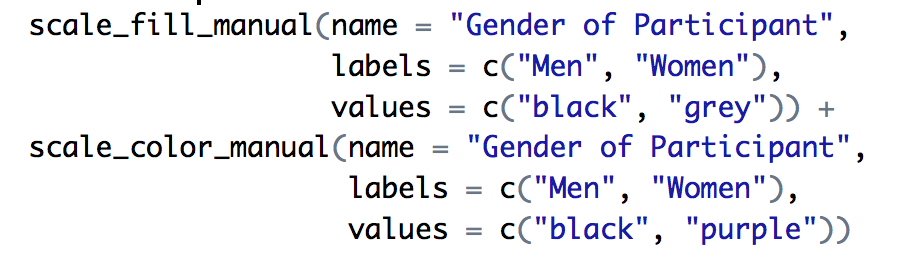 scale_fill_manual(name = "Gender of Participant",
labels = c("Men", "Women"),
values = c("black", "grey")) +
scale_color_manual(name = "Gender of Participant",
labels = c("Men", "Women"),
values = c("black", "purple"))